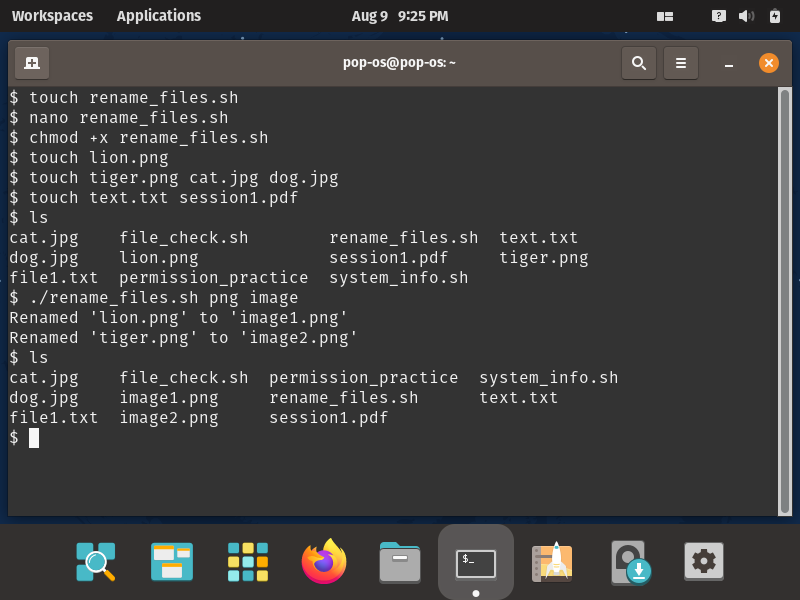 Workspaces Applications Aug 9 9:25 PM ?
pop-os@pop-os: ~
$ touch rename_files.sh
$ nano rename_files.sh
$ chmod +x rename_files.sh
$ touch lion.png
$ touch tiger.png cat.jpg dog.jpg
$ touch text.txt session1.pdf
$ ls
cat.jpg    file_check.sh        rename_files.sh  text.txt
dog.jpg    lion.png             session1.pdf     tiger.png
file1.txt  permission_practice  system_info.sh
$ ./rename_files.sh png image
Renamed 'lion.png' to 'image1.png'
Renamed 'tiger.png' to 'image2.png'
$ ls
cat.jpg    file_check.sh  permission_practice  system_info.sh
dog.jpg    image1.png     rename_files.sh      text.txt
file1.txt  image2.png     session1.pdf
$
$_